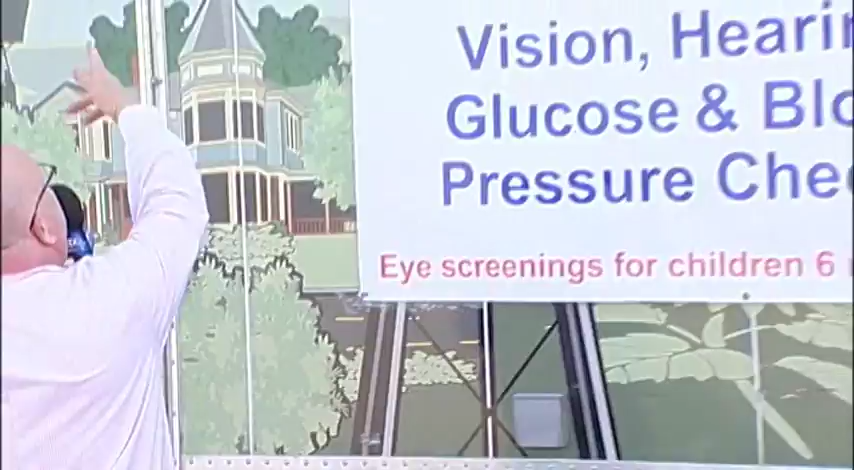 Vision, Hearin
Glucose & Blo
Pressure Chec
Eye screenings for children 6